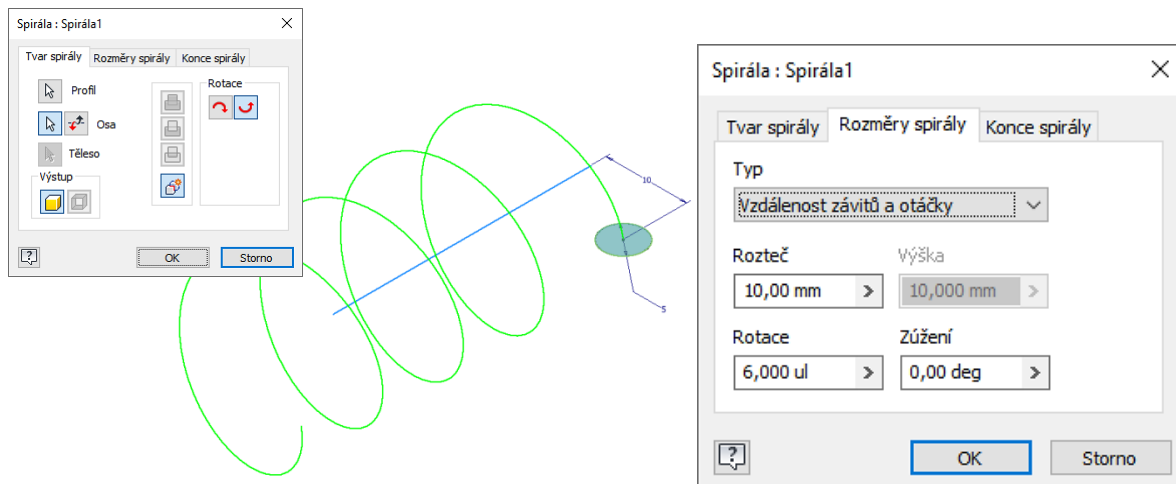 Spirála : Spirála1
Tvar spirály Rozměry spirály Konce spirály
Profil
Osa
Těleso
Výstup
Rotace
OK Storno
10
5
Spirála : Spirála1
Tvar spirály Rozměry spirály Konce spirály
Typ
Vzdálenost závitů a otáčky
Rozteč Výška
10,00 mm 10,000 mm
Rotace Zúžení
6,000 ul 0,00 deg
OK Storno